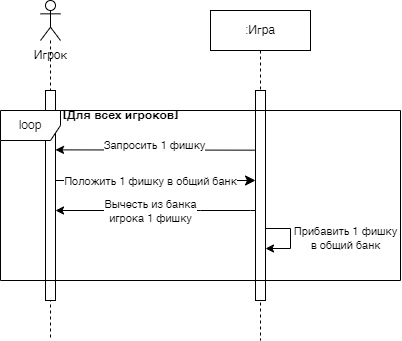 Игрок
:Игра
[Для всех игроков]
loop
Запросить 1 фишку
Положить 1 фишку в общий банк
Вычесть из банка
игрока 1 фишку
Прибавить 1 фишку
в общий банк